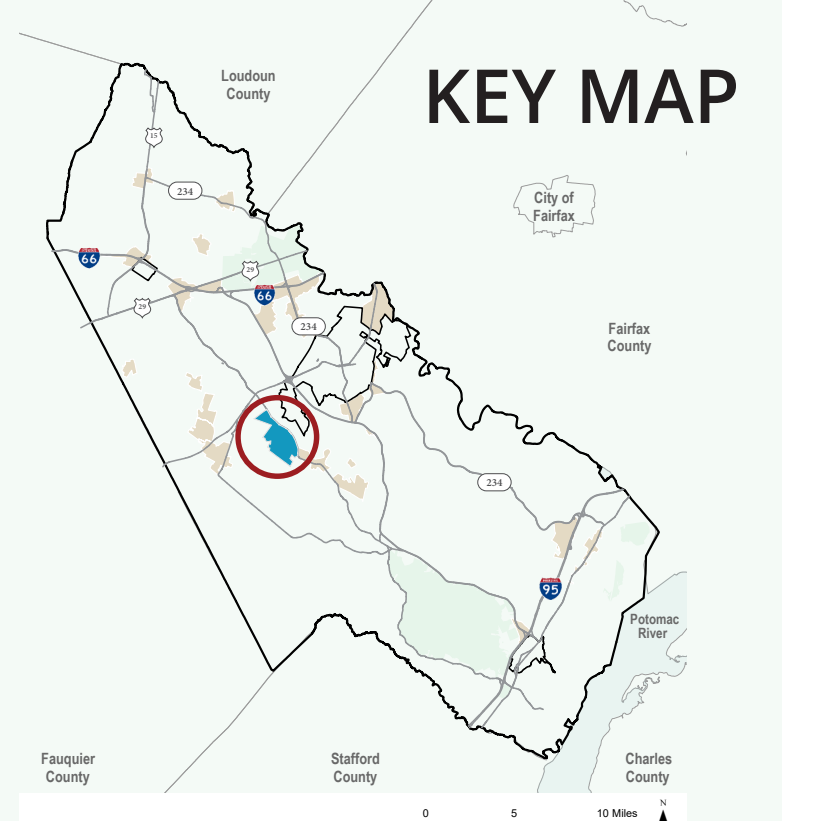 KEY MAP
Loudoun
County
15
234
City of
Fairfax
66
29
66
29
234
Fairfax
County
234
95
Potomac
River
Fauquier
County
Stafford
County
Charles
County
0 5 10 Miles
N